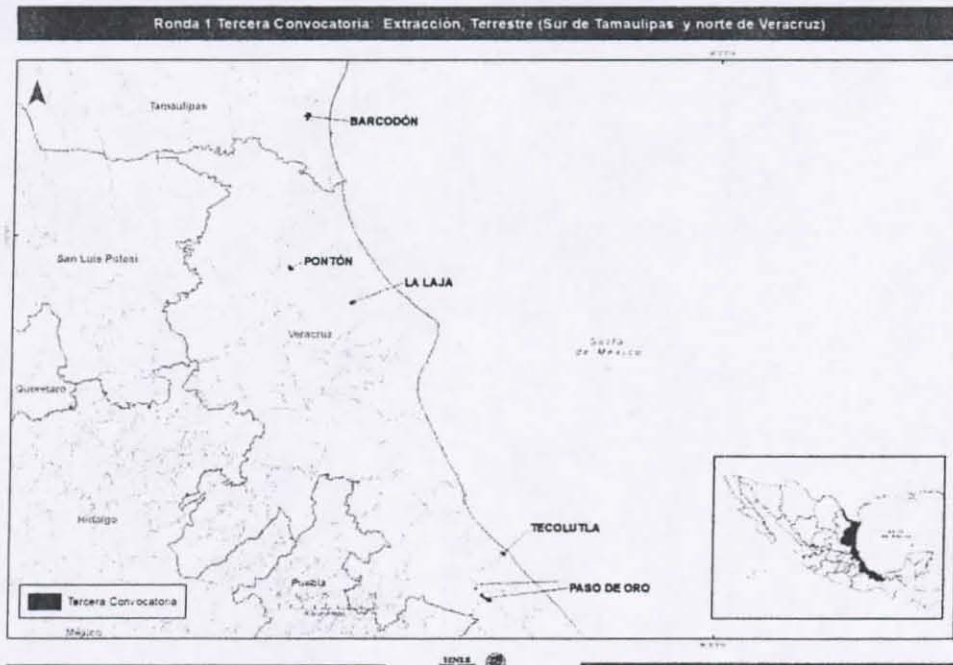 Ronda 1 Tercera Convocatoria: Extracción, Terrestre (Sur de Tamaulipas y norte de Veracruz)
Tamaulipas
BARCODÓN
San Luis Potosí
PONTÓN
LA LAJA
Veracruz
Golfo
de México
Querétaro
Hidalgo
TECOLUTLA
Puebla
PASO DE ORO
Tercera Convocatoria
México
SENER